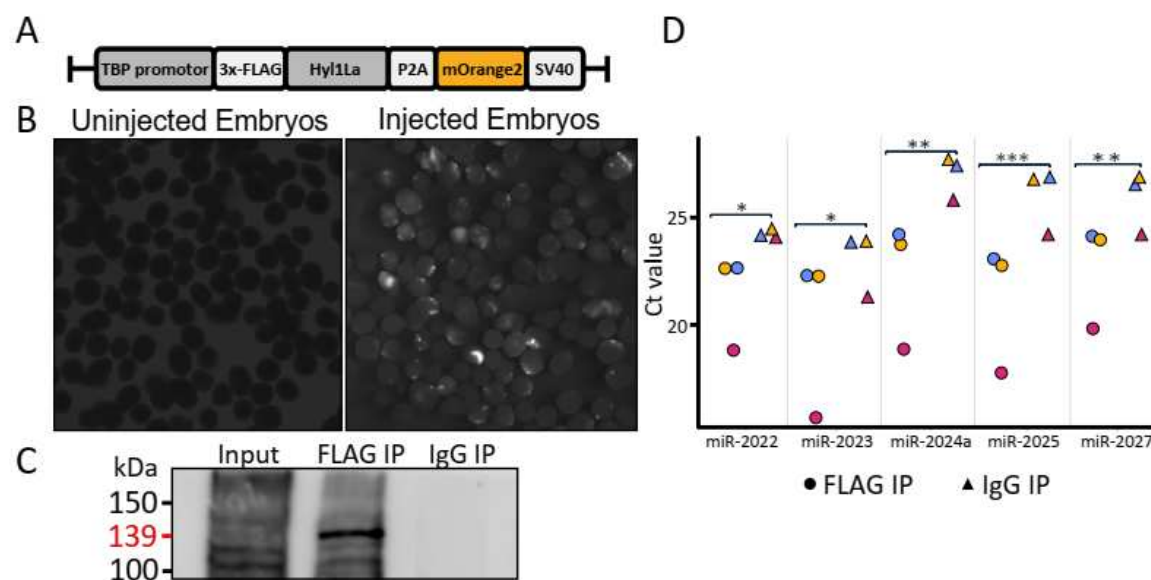 A
TBP promotor 3x-FLAG Hyl1La P2A mOrange2 SV40
B
Uninjected Embryos Injected Embryos
C
kDa Input FLAG IP IgG IP
150
139
100
D
Ct value
25
20
* * ** *** **
miR-2022 miR-2023 miR-2024a miR-2025 miR-2027
FLAG IP IgG IP